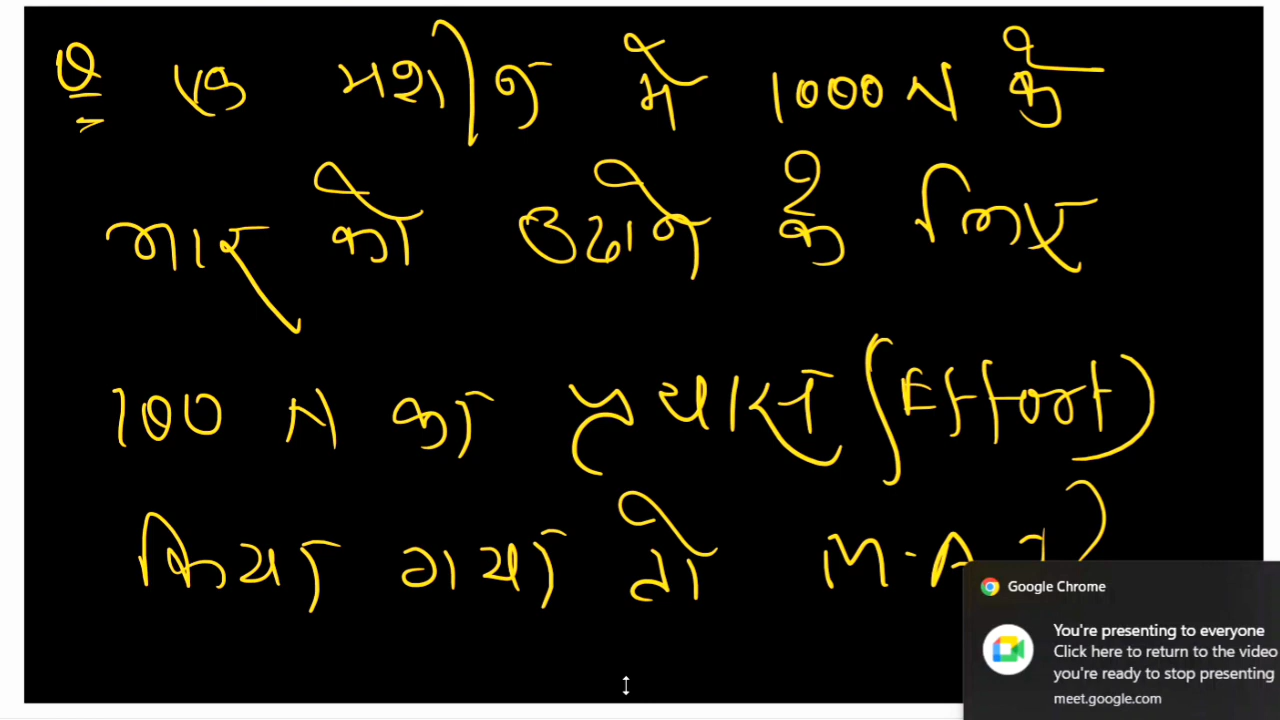 Q एक मशीन में 1000 N के
भार को उठाने के लिए
100 N का प्रयास (Effort)
किया गया तो M.A
Google Chrome
You're presenting to everyone
Click here to return to the video
you're ready to stop presenting
meet.google.com